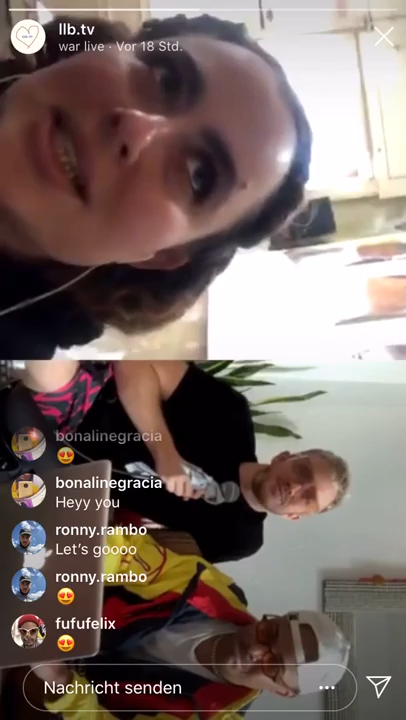 llb.tv
war live · Vor 18 Std.
bonalinegracia
😍
bonalinegracia
Heyy you
ronny.rambo
Let's goooo
ronny.rambo
😍
fufufelix
😍
Nachricht senden